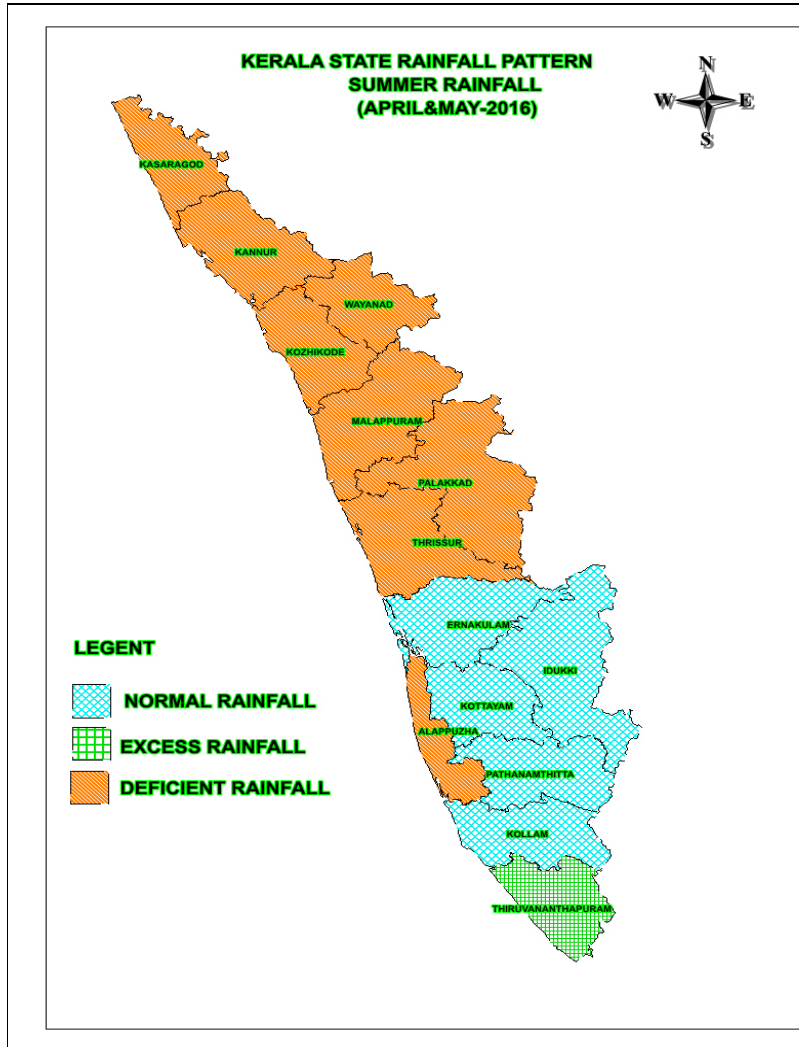 KERALA STATE RAINFALL PATTERN
SUMMER RAINFALL
(APRIL&MAY-2016)
N
W E
S
KASARAGOD
KANNUR
WAYANAD
KOZHIKODE
MALAPPURAM
PALAKKAD
THRISSUR
ERNAKULAM
IDUKKI
KOTTAYAM
ALAPPUZHA
PATHANAMTHITTA
KOLLAM
THIRUVANANTHAPURAM
LEGENT
NORMAL RAINFALL
EXCESS RAINFALL
DEFICIENT RAINFALL